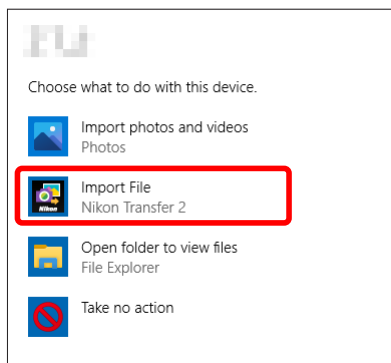 Choose what to do with this device.
Import photos and videos
Photos
Import File
Nikon
Nikon Transfer 2
Open folder to view files
File Explorer
Take no action